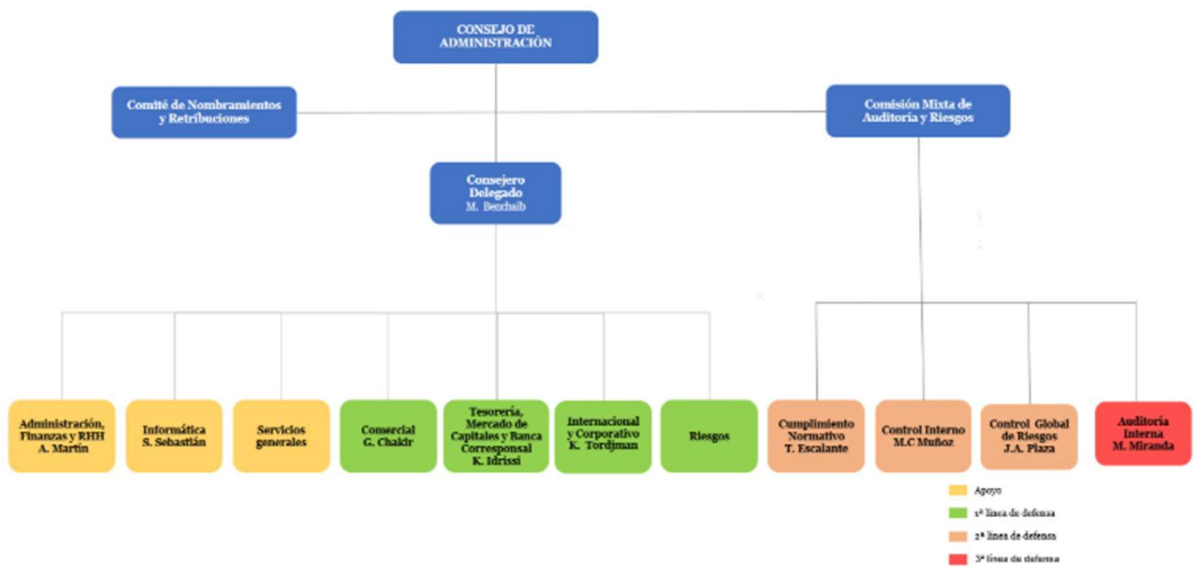 CONSEJO DE
ADMINISTRACIÓN
Comité de Nombramientos
y Retribuciones
Comisión Mixta de
Auditoría y Riesgos
Consejero
Delegado
M. Benchaib
Administración,
Finanzas y RHH
A. Martín
Informática
S. Sebastián
Servicios
generales
Comercial
G. Chakir
Tesorería,
Mercado de
Capitales y Banca
Corresponsal
K. Idrissi
Internacional
y Corporativo
K. Tordjman
Riesgos
Cumplimiento
Normativo
T. Escalante
Control Interno
M.C Muñoz
Control Global
de Riesgos
J.A. Plaza
Auditoría
Interna
M. Miranda
Apoyo
1ª línea de defensa
2ª línea de defensa
3ª línea de defensa